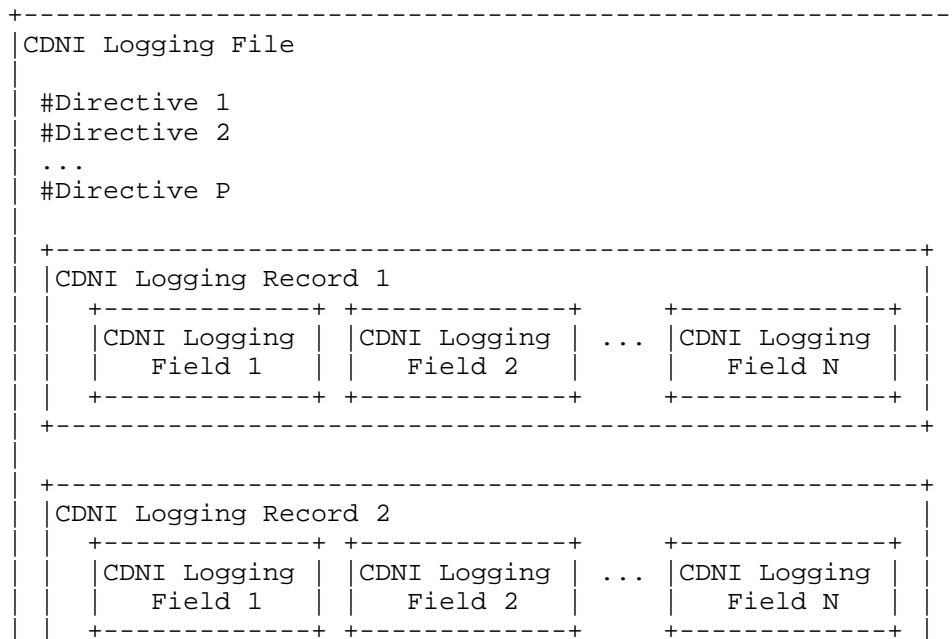 +----------------------------------------------------------
|CDNI Logging File
|
| #Directive 1
| #Directive 2
| ...
| #Directive P
|
| +------------------------------------------------------+
| |CDNI Logging Record 1                                 |
| |  +-------------+ +-------------+     +-------------+ |
| |  |CDNI Logging | |CDNI Logging | ... |CDNI Logging | |
| |  |   Field 1   | |   Field 2   |     |   Field N   | |
| |  +-------------+ +-------------+     +-------------+ |
| +------------------------------------------------------+
|
| +------------------------------------------------------+
| |CDNI Logging Record 2                                 |
| |  +-------------+ +-------------+     +-------------+ |
| |  |CDNI Logging | |CDNI Logging | ... |CDNI Logging | |
| |  |   Field 1   | |   Field 2   |     |   Field N   | |
| |  +-------------+ +-------------+     +-------------+ |